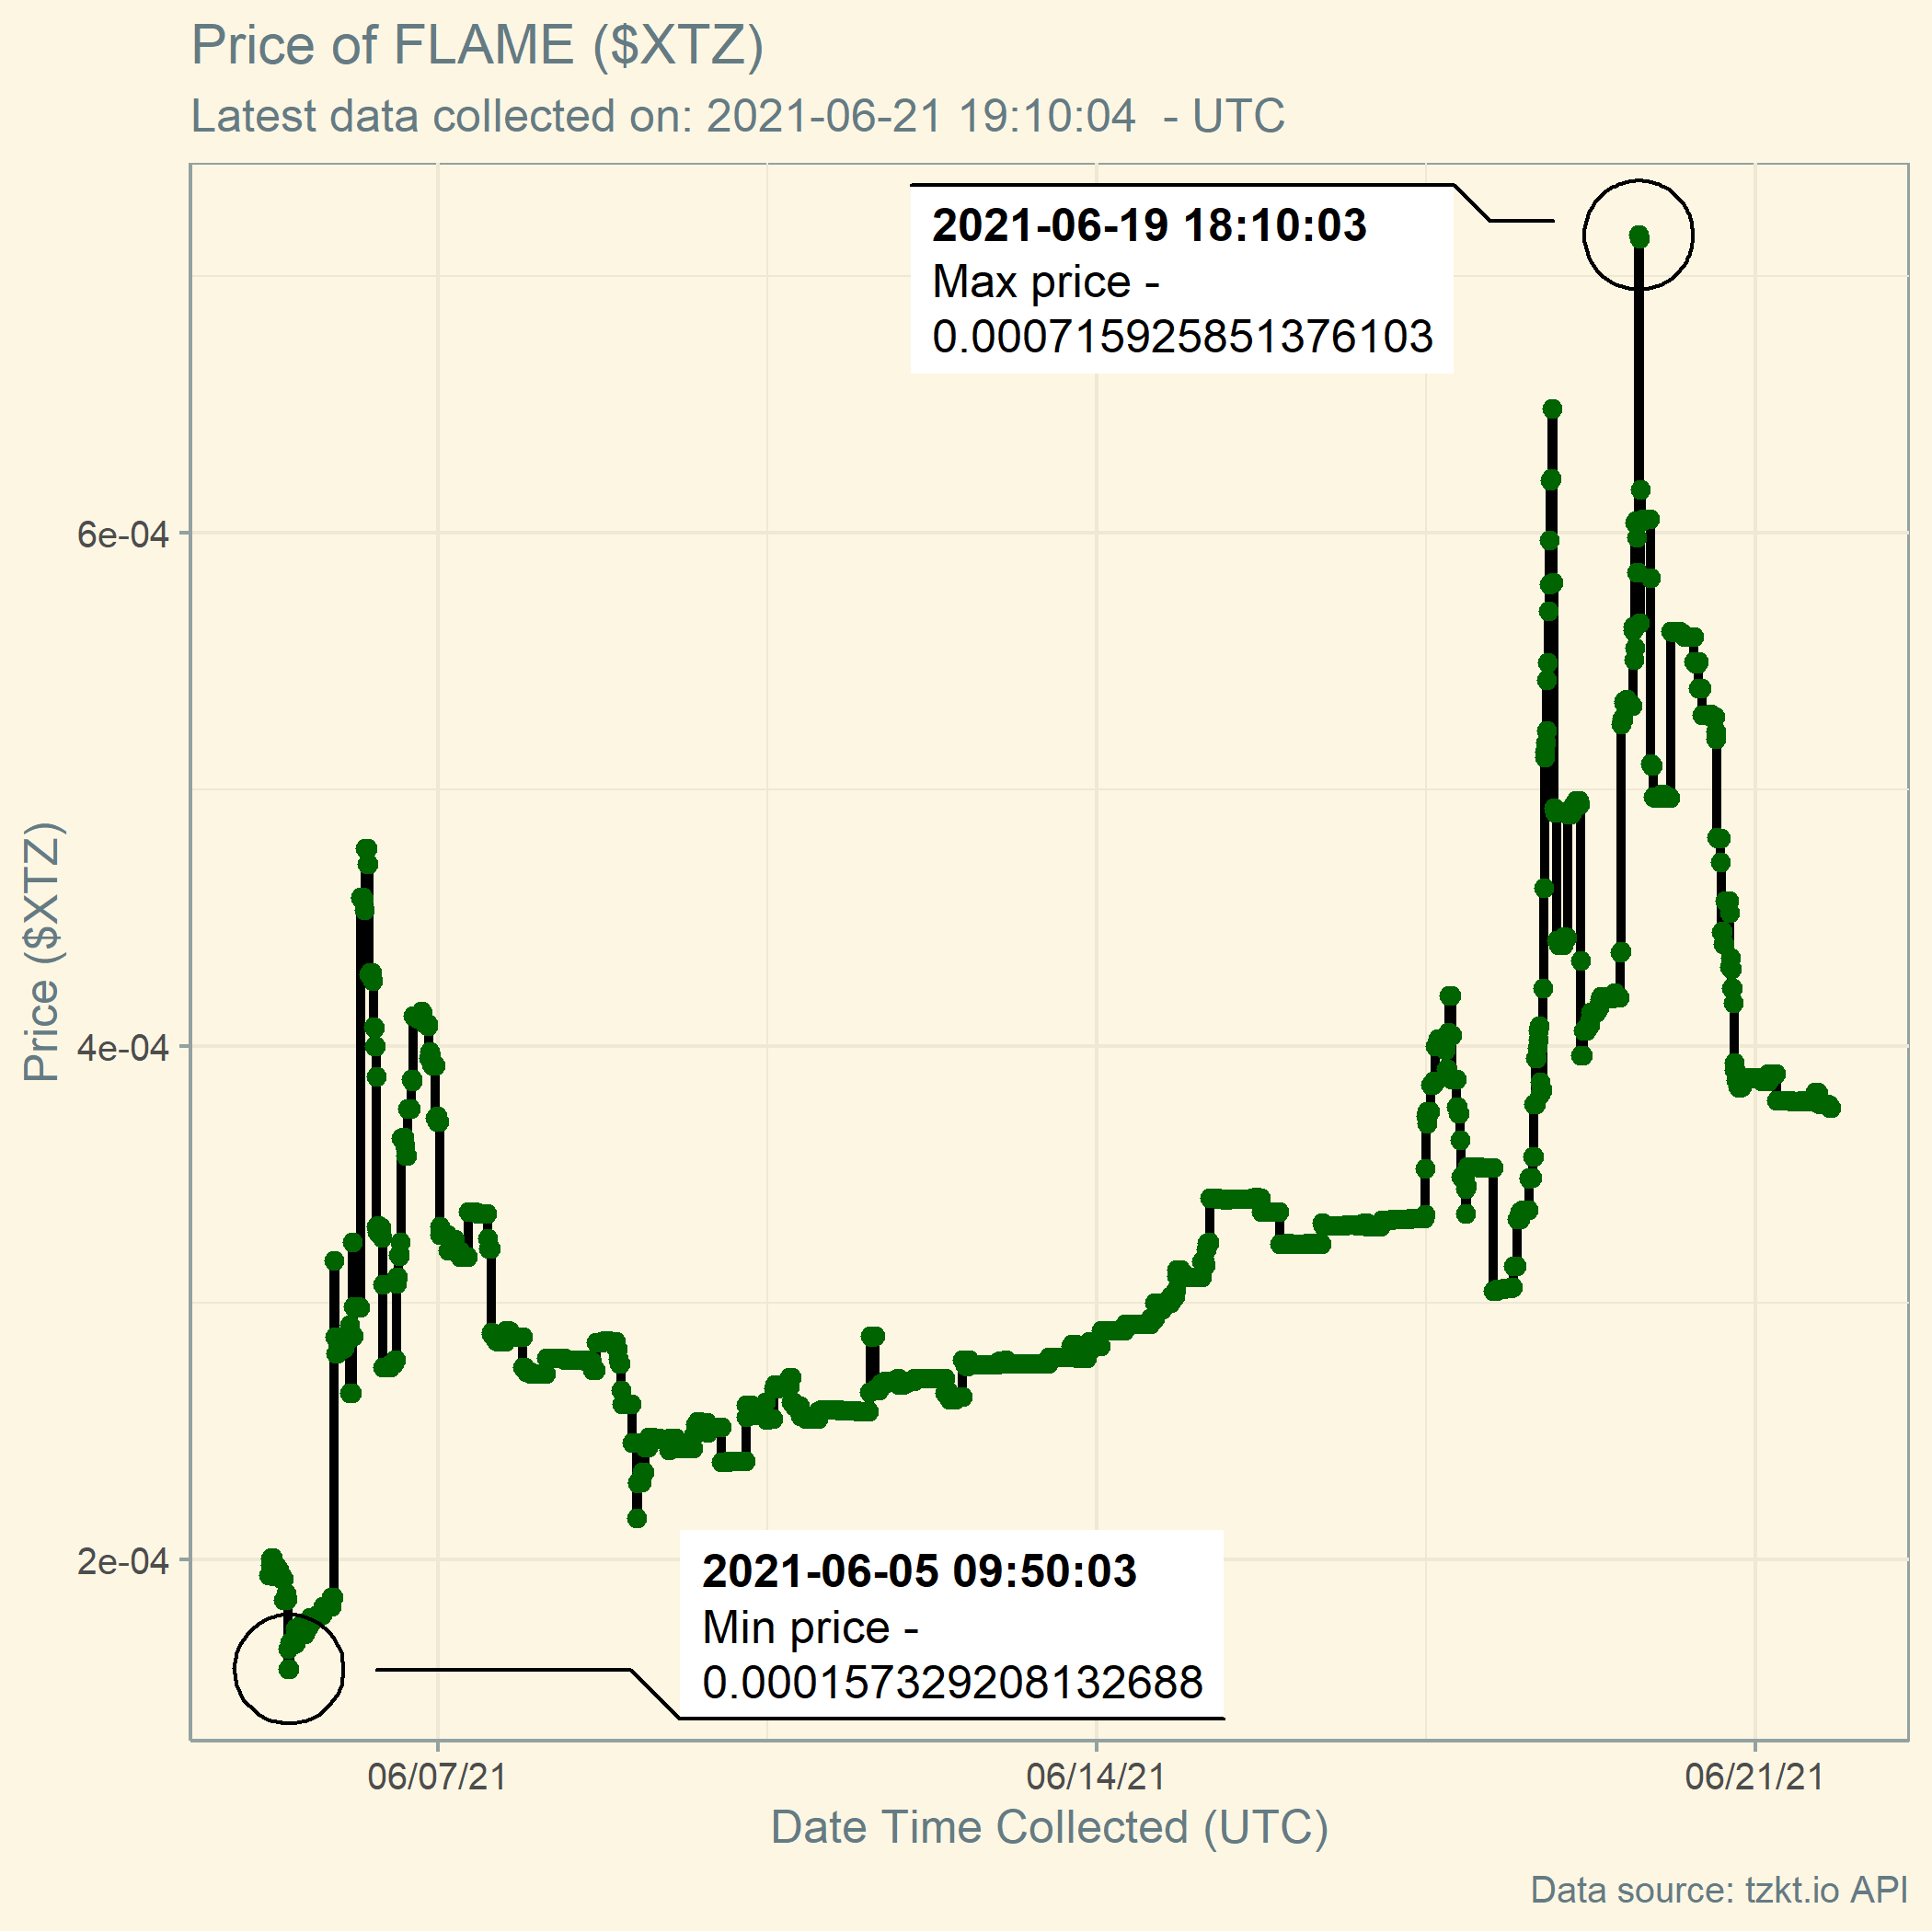 Price of FLAME ($XTZ)
Latest data collected on: 2021-06-21 19:10:04  - UTC
2021-06-19 18:10:03
Max price -
0.000715925851376103
6e-04
4e-04
2e-04
Price ($XTZ)
2021-06-05 09:50:03
Min price -
0.000157329208132688
06/07/21
06/14/21
06/21/21
Date Time Collected (UTC)
Data source: tzkt.io API